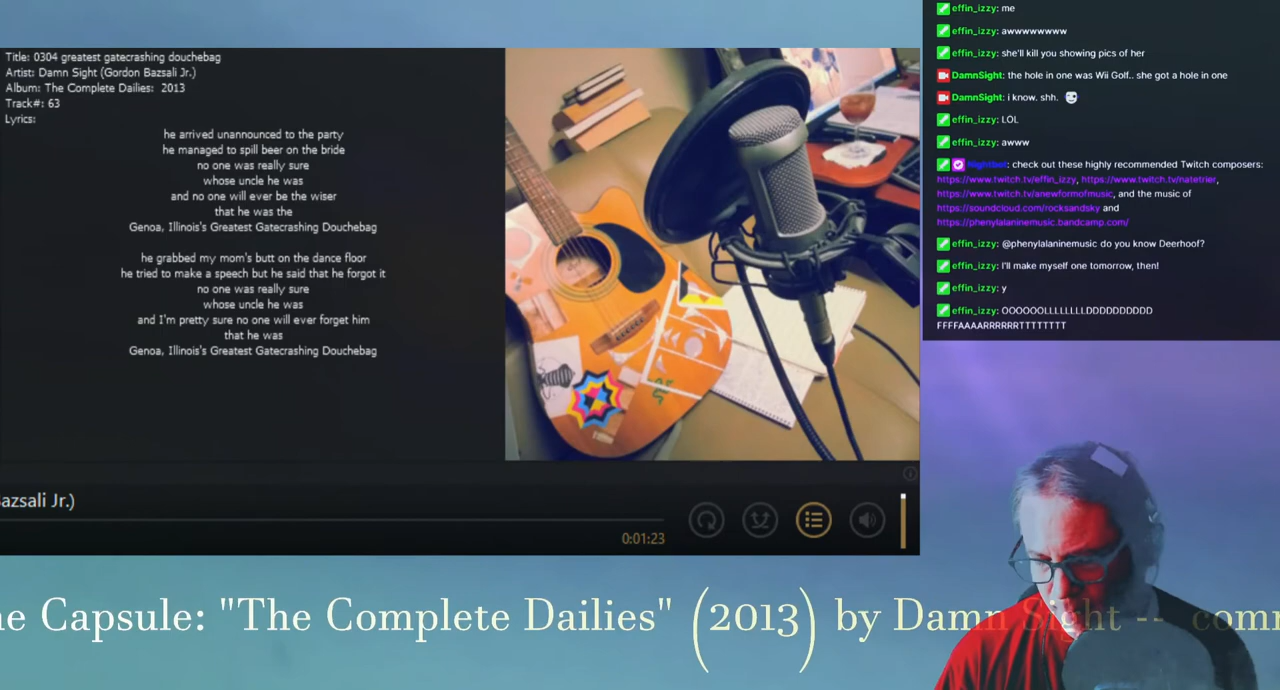 Title: 0304 greatest gatecrashing douchebag
Artist: Damn Sight (Gordon Bazsali Jr.)
Album: The Complete Dailies:  2013
Track#: 63
Lyrics:
he arrived unannounced to the party
he managed to spill beer on the bride
no one was really sure
whose uncle he was
and no one will ever be the wiser
that he was the
Genoa, Illinois's Greatest Gatecrashing Douchebag
he grabbed my mom's butt on the dance floor
he tried to make a speech but he said that he forgot it
no one was really sure
whose uncle he was
and I'm pretty sure no one will ever forget him
that he was
Genoa, Illinois's Greatest Gatecrashing Douchebag
azsali Jr.)
0:01:23
effin_izzy: me
effin_izzy: awwwwwwww
effin_izzy: she'll kill you showing pics of her
DamnSight: the hole in one was Wii Golf.. she got a hole in one
DamnSight: i know. shh.
effin_izzy: LOL
effin_izzy: awww
Nightbot: check out these highly recommended Twitch composers:
https://www.twitch.tv/effin_izzy, https://www.twitch.tv/natetrier,
https://www.twitch.tv/anewformofmusic, and the music of
https://soundcloud.com/rocksandsky and
https://phenylalaninemusic.bandcamp.com/
effin_izzy: @phenylalaninemusic do you know Deerhoof?
effin_izzy: I'll make myself one tomorrow, then!
effin_izzy: y
effin_izzy: OOOOOOLLLLLLLLDDDDDDDDDD
FFFFAAAARRRRRRTTTTTTTT
e Capsule: "The Complete Dailies" (2013) by Damn Sight -- com